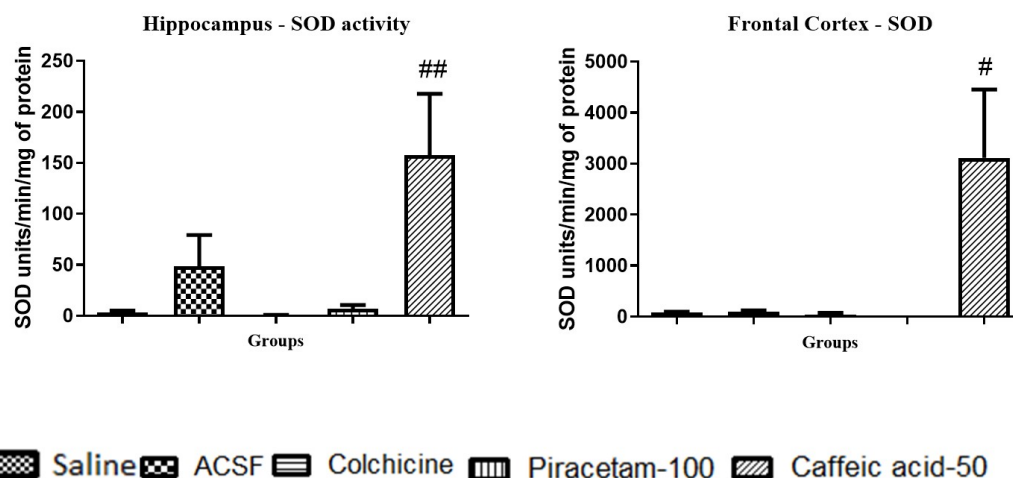 Hippocampus - SOD activity
SOD units/min/mg of protein
250
200
150
100
50
0
##
Groups
Frontal Cortex - SOD
SOD units/min/mg of protein
5000
4000
3000
2000
1000
0
#
Groups
Saline ACSF Colchicine Piracetam-100 Caffeic acid-50